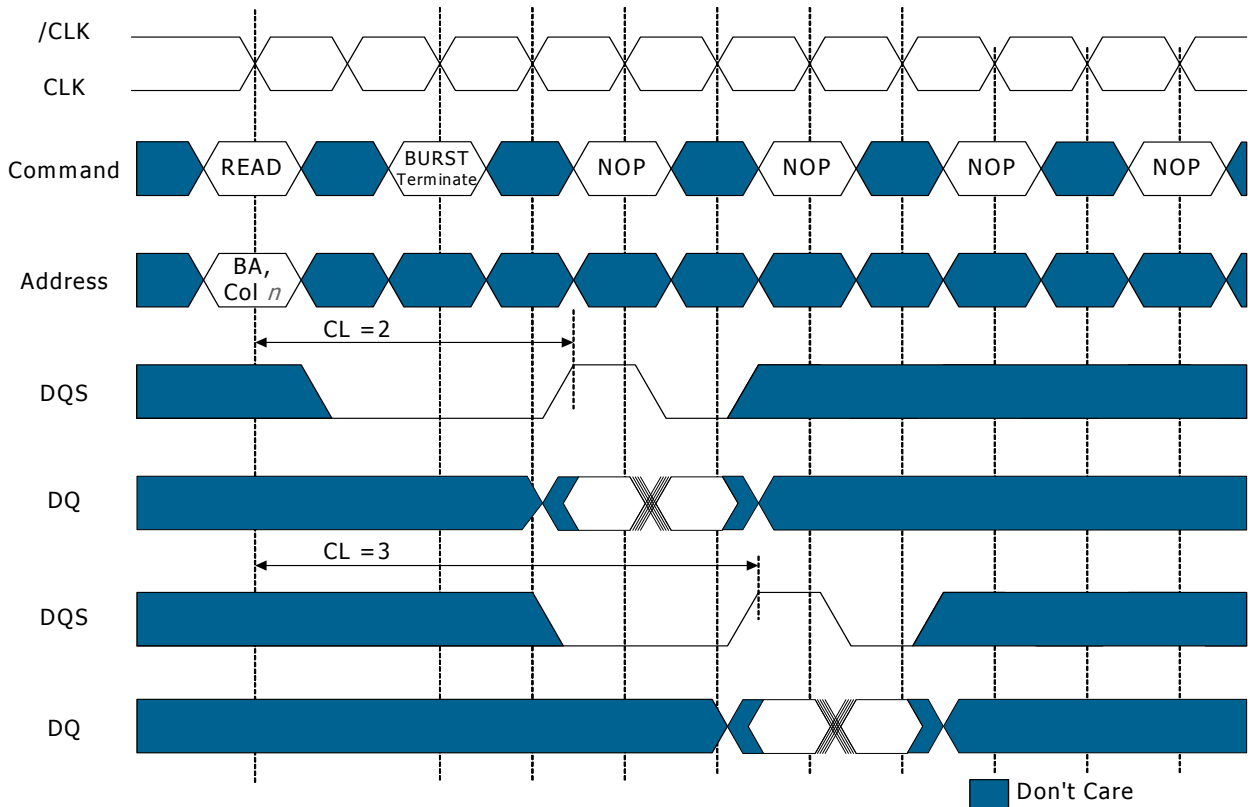 /CLK
CLK
Command
READ
BURST
Terminate
NOP
NOP
NOP
NOP
Address
BA,
Col n
CL =2
DQS
DQ
CL =3
DQS
DQ
Don't Care